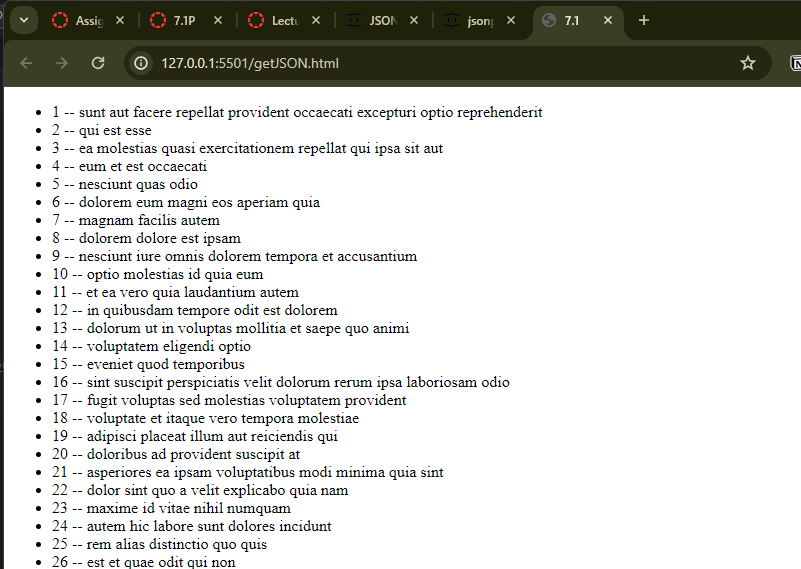 Assig
7.1P
Lectu
JSON
jsonp
7.1
127.0.0.1:5501/getJSON.html
1 -- sunt aut facere repellat provident occaecati excepturi optio reprehenderit
2 -- qui est esse
3 -- ea molestias quasi exercitationem repellat qui ipsa sit aut
4 -- eum et est occaecati
5 -- nesciunt quas odio
6 -- dolorem eum magni eos aperiam quia
7 -- magnam facilis autem
8 -- dolorem dolore est ipsam
9 -- nesciunt iure omnis dolorem tempora et accusantium
10 -- optio molestias id quia eum
11 -- et ea vero quia laudantium autem
12 -- in quibusdam tempore odit est dolorem
13 -- dolorum ut in voluptas mollitia et saepe quo animi
14 -- voluptatem eligendi optio
15 -- eveniet quod temporibus
16 -- sint suscipit perspiciatis velit dolorum rerum ipsa laboriosam odio
17 -- fugit voluptas sed molestias voluptatem provident
18 -- voluptate et itaque vero tempora molestiae
19 -- adipisci placeat illum aut reiciendis qui
20 -- doloribus ad provident suscipit at
21 -- asperiores ea ipsam voluptatibus modi minima quia sint
22 -- dolor sint quo a velit explicabo quia nam
23 -- maxime id vitae nihil numquam
24 -- autem hic labore sunt dolores incidunt
25 -- rem alias distinctio quo quis
26 -- est et quae odit qui non